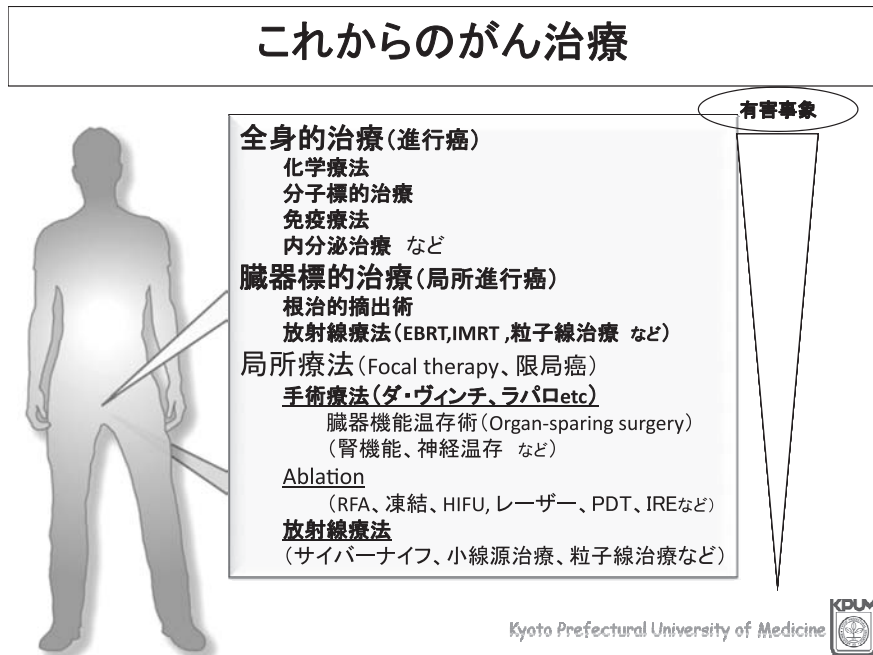 これからのがん治療
有害事象
全身的治療（進行癌）
化学療法
分子標的治療
免疫療法
内分泌治療 など
臓器標的治療（局所進行癌）
根治的摘出術
放射線療法（EBRT,IMRT ,粒子線治療 など）
局所療法（Focal therapy、限局癌）
手術療法（ダ・ヴィンチ、ラパロetc）
臓器機能温存術（Organ-sparing surgery）
（腎機能、神経温存 など）
Ablation
（RFA、凍結、HIFU, レーザー、PDT、IREなど）
放射線療法
（サイバーナイフ、小線源治療、粒子線治療など）
Kyoto Prefectural University of Medicine
KPUM